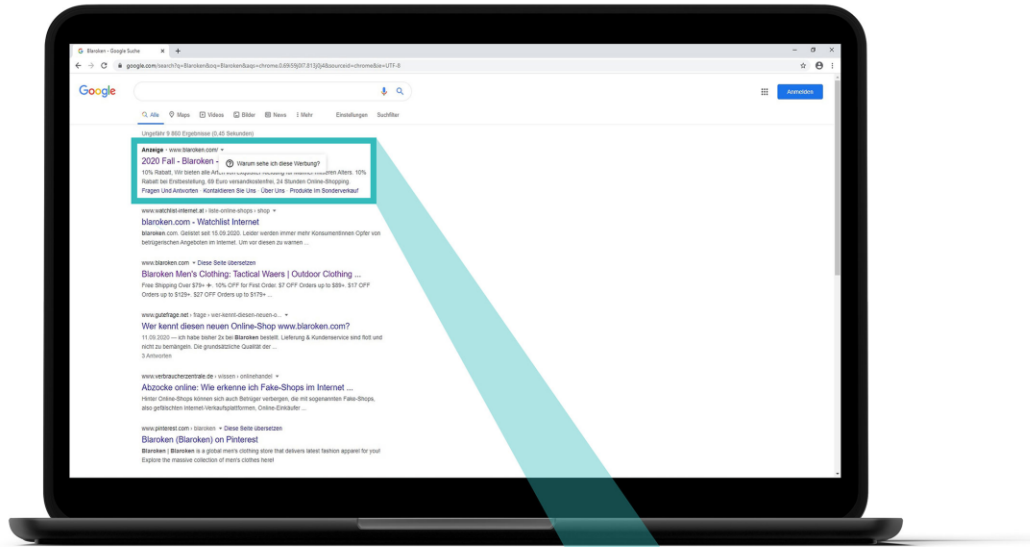 Blaroken - Google Suche
google.com/search?q=Blaroken&oq=Blaroken&aqs=chrome
Google
Anmelden
Alle Maps Videos Bilder News Mehr Einstellungen Suchfilter
Ungefähr 9 860 Ergebnisse (0,45 Sekunden)
Anzeige · www.blaroken.com/
2020 Fall - Blaroken -
Warum sehe ich diese Werbung?
10% Rabatt. Wir bieten alle Alters. 10%
Rabatt bei Erstbestellung, 69 Euro versandkostenfrei, 24 Stunden Online-Shopping.
Fragen Und Antworten · Kontaktieren Sie Uns · Über Uns · Produkte Im Sonderverkauf
www.watchlist-internet.at › liste-online-shops › shop
blaroken.com - Watchlist Internet
blaroken.com. Gelistet seit 10.09.2020. Leider werden immer mehr KonsumentInnen Opfer von
betrügerischen Angeboten im Internet. Um vor diesen zu warnen ...
www.blaroken.com Diese Seite übersetzen
Blaroken Men's Clothing: Tactical Waers | Outdoor Clothing ...
Free Shipping Over $79+ ✈. 10% OFF for First Order. $7 OFF Orders up to $89+. $17 OFF
Orders up to $129+. $27 OFF Orders up to $179+ ...
www.gutefrage.net › frage › wer-kennt-diesen-neuen-o...
Wer kennt diesen neuen Online-Shop www.blaroken.com?
11.09.2020 — ich habe bisher 2x bei Blaroken bestellt. Lieferung & Kundenservice sind flott und
nicht zu bemängeln. Die grundsätzliche Qualität der ...
3 Antworten
www.verbraucherzentrale.de › wissen › onlinehandel
Abzocke online: Wie erkenne ich Fake-Shops im Internet ...
Hinter Online-Shops können sich auch Betrüger verbergen, die mit sogenannten Fake-Shops,
also gefälschten Internet-Verkaufsplattformen, Online-Einkäufer ...
www.pinterest.com › blaroken Diese Seite übersetzen
Blaroken (Blaroken) on Pinterest
Blaroken | Blaroken is a global men's clothing store that delivers latest fashion apparel for you!
Explore the massive collection of men's clothes here!